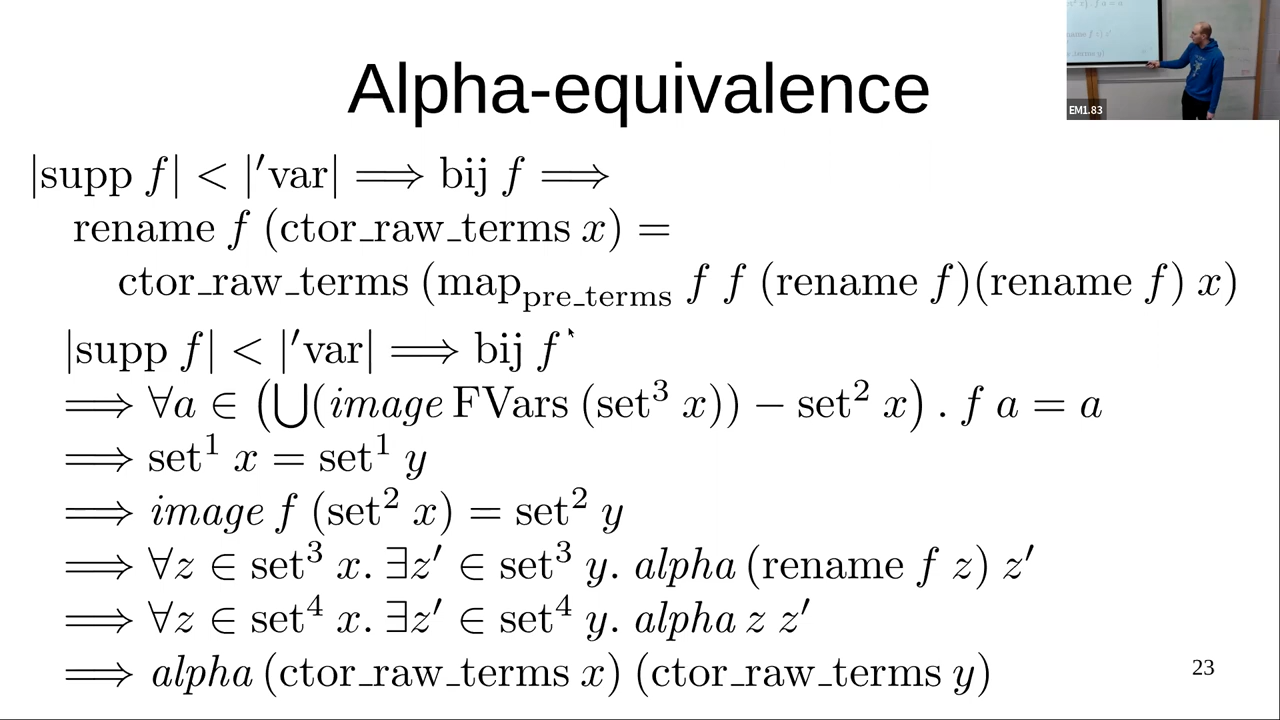 Alpha-equivalence
|supp f| < |′var| ⟹ bij f ⟹
rename f (ctor_raw_terms x) =
ctor_raw_terms (map_pre_terms f f (rename f)(rename f) x)
|supp f| < |′var| ⟹ bij f
⟹ ∀a ∈ (⋃(image FVars (set³ x)) − set² x) . f a = a
⟹ set¹ x = set¹ y
⟹ image f (set² x) = set² y
⟹ ∀z ∈ set³ x. ∃z′ ∈ set³ y. alpha (rename f z) z′
⟹ ∀z ∈ set⁴ x. ∃z′ ∈ set⁴ y. alpha z z′
⟹ alpha (ctor_raw_terms x) (ctor_raw_terms y)
23
EM1.83